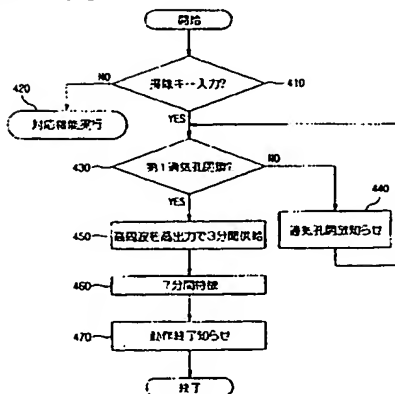 開始
掃除キー入力?
410
NO
YES
420
対応機能実行
第1通気孔閉鎖?
430
NO
YES
440
通気孔開放知らせ
450
高周波を高出力で3分間供給
460
7分間待機
470
動作終了知らせ
終了